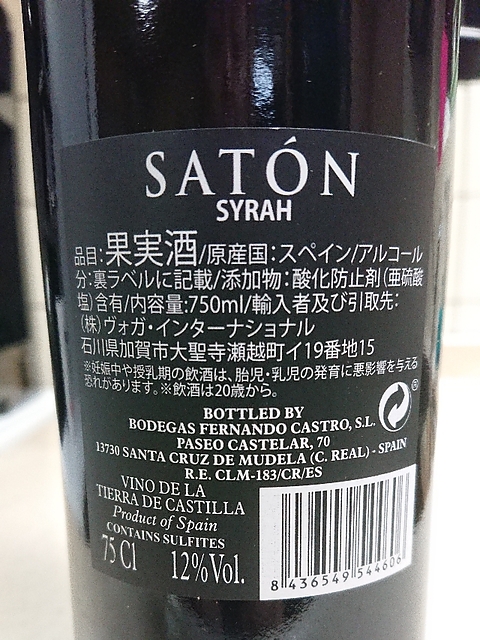 SATÓN
SYRAH
品目:果実酒/原産国:スペイン/アルコール
分:裏ラベルに記載/添加物:酸化防止剤(亜硫酸
塩)含有/内容量:750ml/輸入者及び引取先:
(株)ヴォガ・インターナショナル
石川県加賀市大聖寺瀬越町イ19番地15
※妊娠中や授乳期の飲酒は、胎児・乳児の発育に悪影響を与える
恐れがあります。※飲酒は20歳から。
BOTTLED BY
BODEGAS FERNANDO CASTRO, S.L.
PASEO CASTELAR, 70
13730 SANTA CRUZ DE MUDELA (C. REAL) - SPAIN
R.E. CLM-183/CR/ES
VINO DE LA
TIERRA DE CASTILLA
Product of Spain
CONTAINS SULFITES
75 Cl 12%Vol.
8 436549 544606